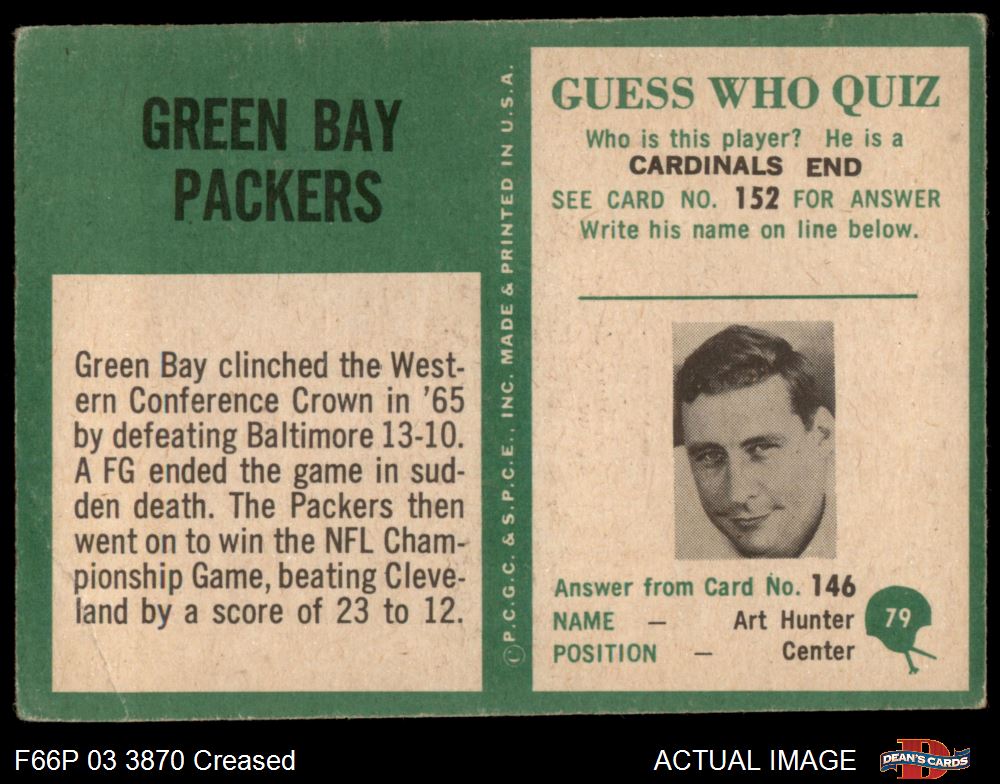 GREEN BAY
PACKERS
Green Bay clinched the West-
ern Conference Crown in '65
by defeating Baltimore 13-10.
A FG ended the game in sud-
den death. The Packers then
went on to win the NFL Cham-
pionship Game, beating Cleve-
land by a score of 23 to 12.
© P.C.G.C. & S.P.C.E., INC. MADE & PRINTED IN U.S.A.
GUESS WHO QUIZ
Who is this player? He is a
CARDINALS END
SEE CARD NO. 152 FOR ANSWER
Write his name on line below.
Answer from Card No. 146
NAME — Art Hunter
POSITION — Center
79
F66P 03 3870 Creased
ACTUAL IMAGE
D
DEAN'S CARDS